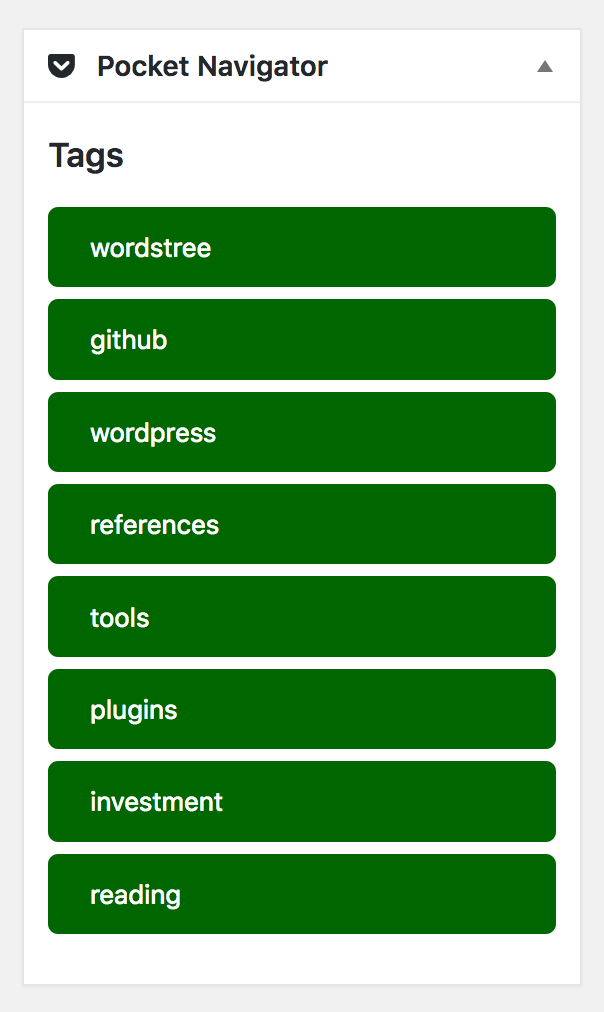 Pocket Navigator
Tags
wordstree
github
wordpress
references
tools
plugins
investment
reading